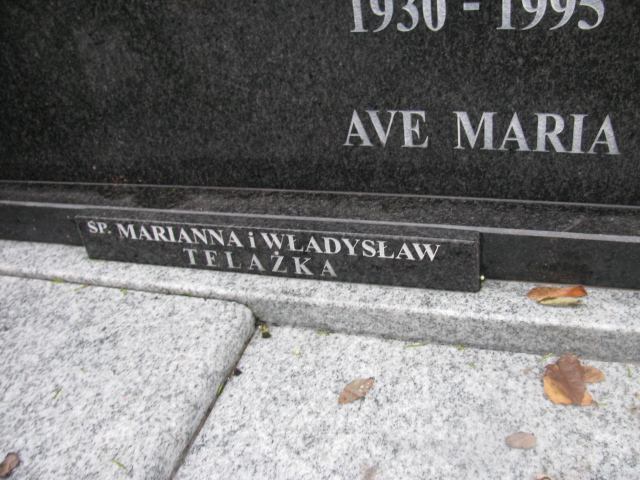 1930 - 1995
AVE MARIA
SP. MARIANNA i WŁADYSŁAW
TELAŻKA